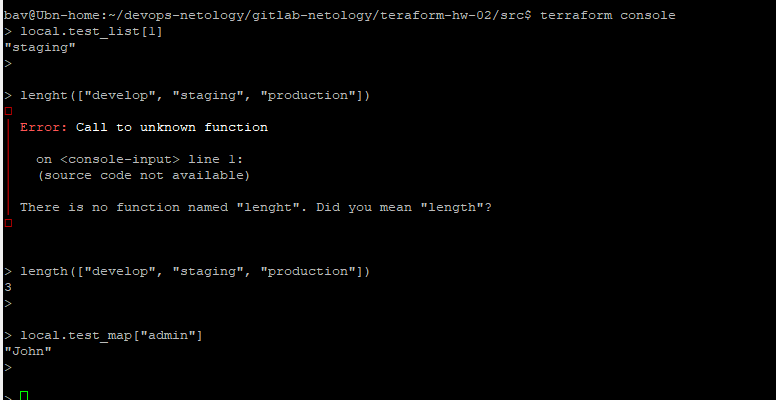 bav@Ubn-home:~/devops-netology/gitlab-netology/teraform-hw-02/src$ terraform console
> local.test_list[1]
"staging"
>
> lenght(["develop", "staging", "production"])
Error: Call to unknown function
on <console-input> line 1:
(source code not available)
There is no function named "lenght". Did you mean "length"?
> length(["develop", "staging", "production"])
3
>
> local.test_map["admin"]
"John"
>
>